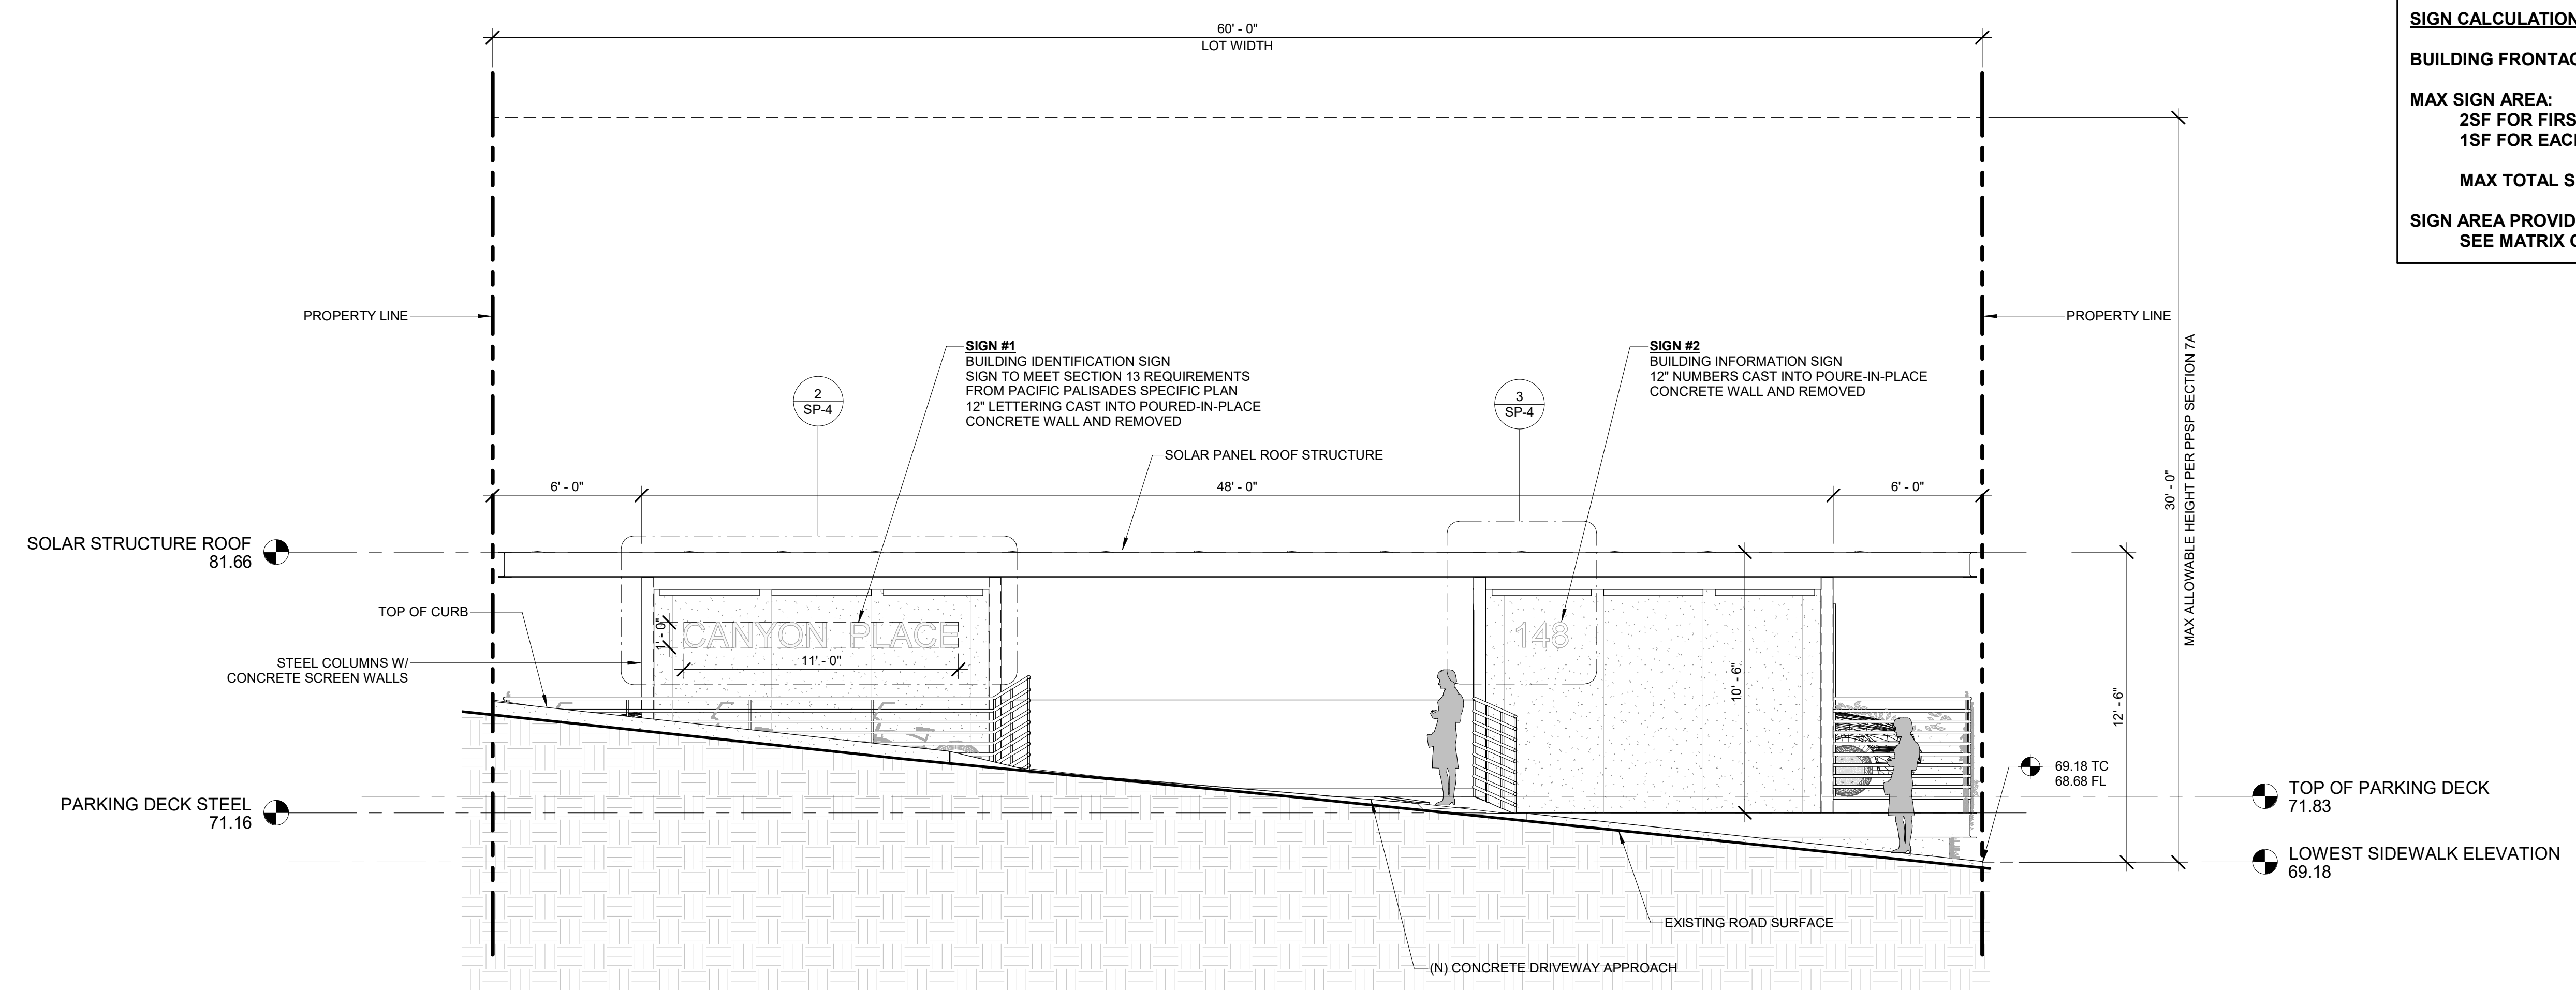 60' - 0"
LOT WIDTH
SIGN CALCULATION
BUILDING FRONTAG
MAX SIGN AREA:
2SF FOR FIRS
1SF FOR EACH
MAX TOTAL S
SIGN AREA PROVID
SEE MATRIX
PROPERTY LINE
PROPERTY LINE
MAX ALLOWABLE HEIGHT PER PPSP SECTION 7A
30' - 0"
SIGN #1
BUILDING IDENTIFICATION SIGN
SIGN TO MEET SECTION 13 REQUIREMENTS
FROM PACIFIC PALISADES SPECIFIC PLAN
12" LETTERING CAST INTO POURED-IN-PLACE
CONCRETE WALL AND REMOVED
SIGN #2
BUILDING INFORMATION SIGN
12" NUMBERS CAST INTO POURE-IN-PLACE
CONCRETE WALL AND REMOVED
2
SP-4
3
SP-4
SOLAR PANEL ROOF STRUCTURE
6' - 0"
48' - 0"
6' - 0"
SOLAR STRUCTURE ROOF
81.66
TOP OF CURB
1' - 0"
CANYON PLACE
11' - 0"
148
STEEL COLUMNS W/
CONCRETE SCREEN WALLS
10' - 6"
12' - 6"
69.18 TC
68.68 FL
PARKING DECK STEEL
71.16
TOP OF PARKING DECK
71.83
LOWEST SIDEWALK ELEVATION
69.18
EXISTING ROAD SURFACE
(N) CONCRETE DRIVEWAY APPROACH